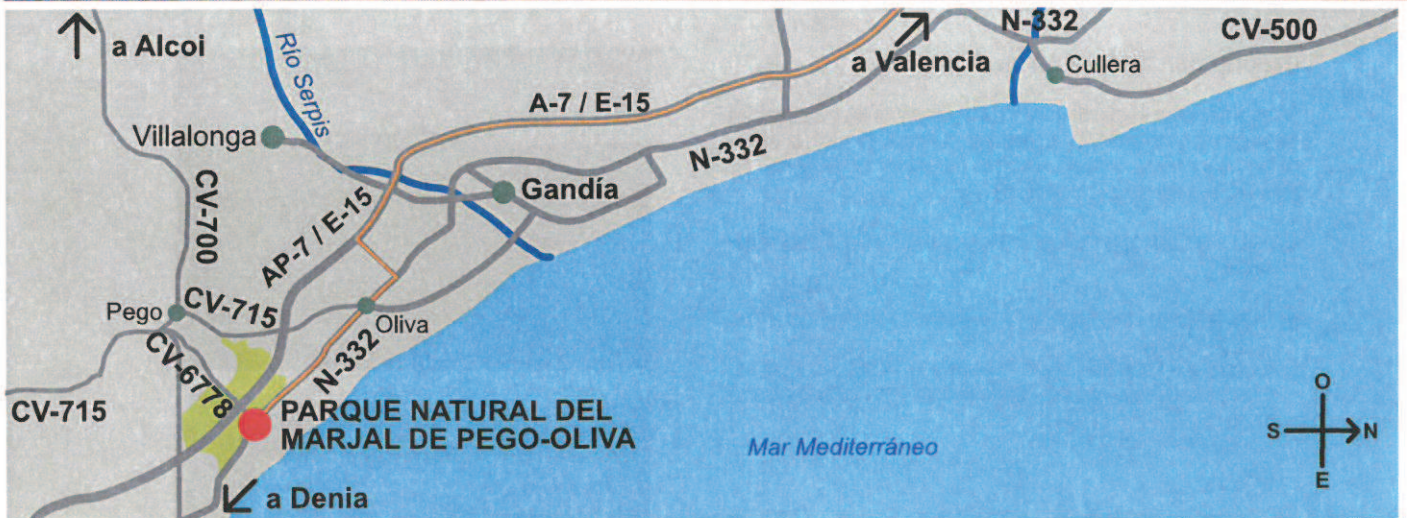 a Alcoi
Río Serpis
N-332
CV-500
a Valencia
Cullera
A-7 / E-15
Villalonga
N-332
Gandía
CV-700
AP-7 / E-15
Pego
CV-715
Oliva
CV-6778
N-332
CV-715
PARQUE NATURAL DEL
MARJAL DE PEGO-OLIVA
Mar Mediterráneo
O
S
N
E
a Denia